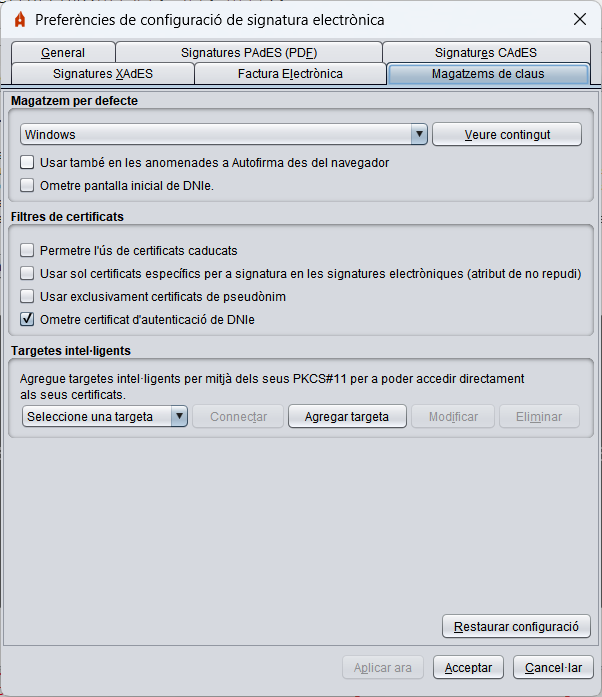 Preferències de configuració de signatura electrònica
General
Signatures PAdES (PDF)
Signatures CAdES
Signatures XAdES
Factura Electrònica
Magatzems de claus
Magatzem per defecte
Windows
Veure contingut
Usar també en les anomenades a Autofirma des del navegador
Ometre pantalla inicial de DNIe.
Filtres de certificats
Permetre l'ús de certificats caducats
Usar sol certificats específics per a signatura en les signatures electròniques (atribut de no repudi)
Usar exclusivament certificats de pseudònim
Ometre certificat d'autenticació de DNIe
Targetes intel·ligents
Agregue targetes intel·ligents per mitjà dels seus PKCS#11 per a poder accedir directament
als seus certificats.
Seleccione una targeta
Connectar
Agregar targeta
Modificar
Eliminar
Restaurar configuració
Aplicar ara
Acceptar
Cancel·lar